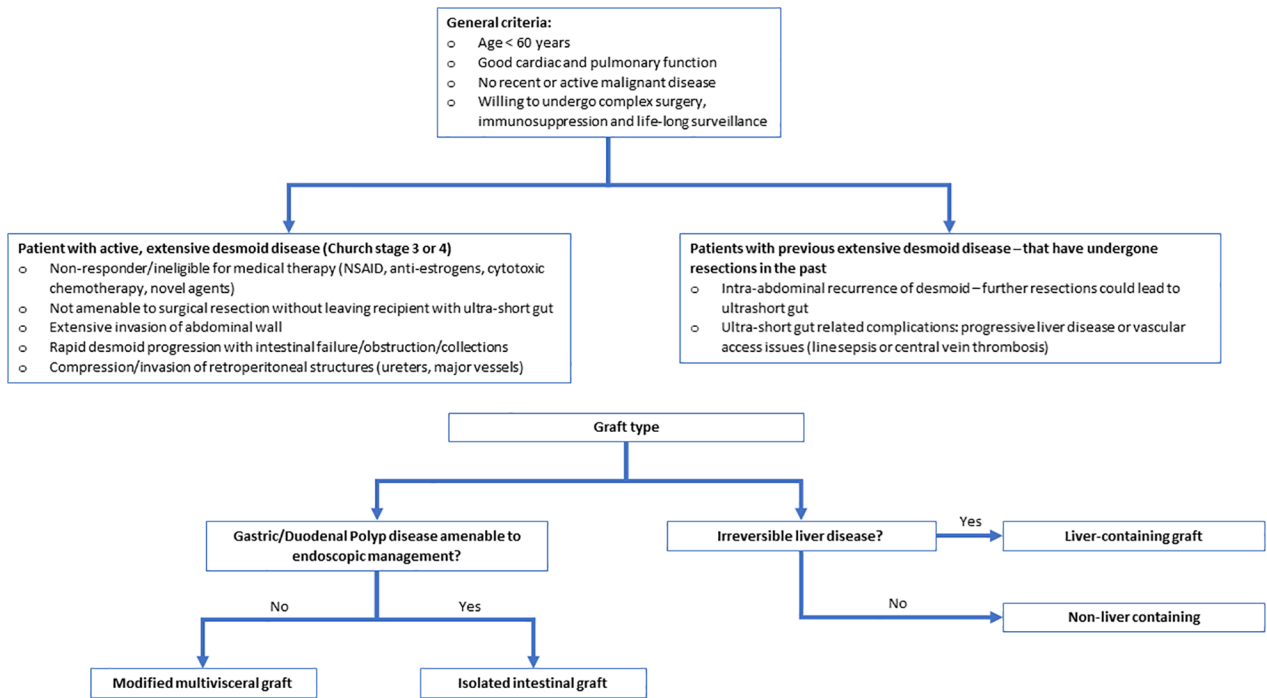 General criteria:
o Age < 60 years
o Good cardiac and pulmonary function
o No recent or active malignant disease
o Willing to undergo complex surgery,
immunosuppression and life-long surveillance
Patient with active, extensive desmoid disease (Church stage 3 or 4)
o Non-responder/ineligible for medical therapy (NSAID, anti-estrogens, cytotoxic
chemotherapy, novel agents)
o Not amenable to surgical resection without leaving recipient with ultra-short gut
o Extensive invasion of abdominal wall
o Rapid desmoid progression with intestinal failure/obstruction/collections
o Compression/invasion of retroperitoneal structures (ureters, major vessels)
Patients with previous extensive desmoid disease – that have undergone
resections in the past
o Intra-abdominal recurrence of desmoid – further resections could lead to
ultrashort gut
o Ultra-short gut related complications: progressive liver disease or vascular
access issues (line sepsis or central vein thrombosis)
Graft type
Gastric/Duodenal Polyp disease amenable to
endoscopic management?
Irreversible liver disease?
Yes
Liver-containing graft
No
Non-liver containing
No
Yes
Modified multivisceral graft
Isolated intestinal graft